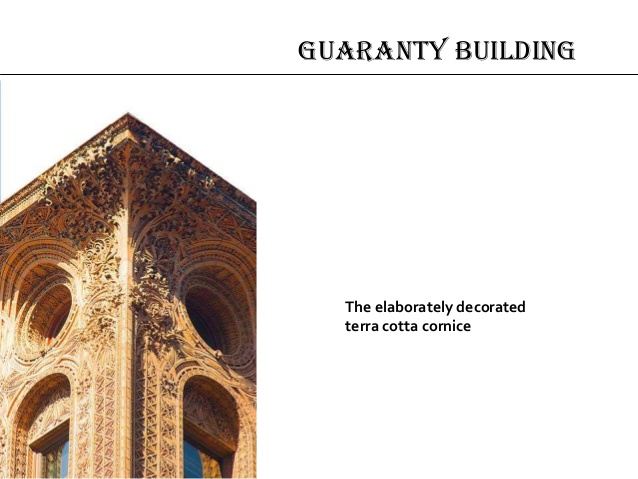 GUARANTY BUILDING
The elaborately decorated
terra cotta cornice